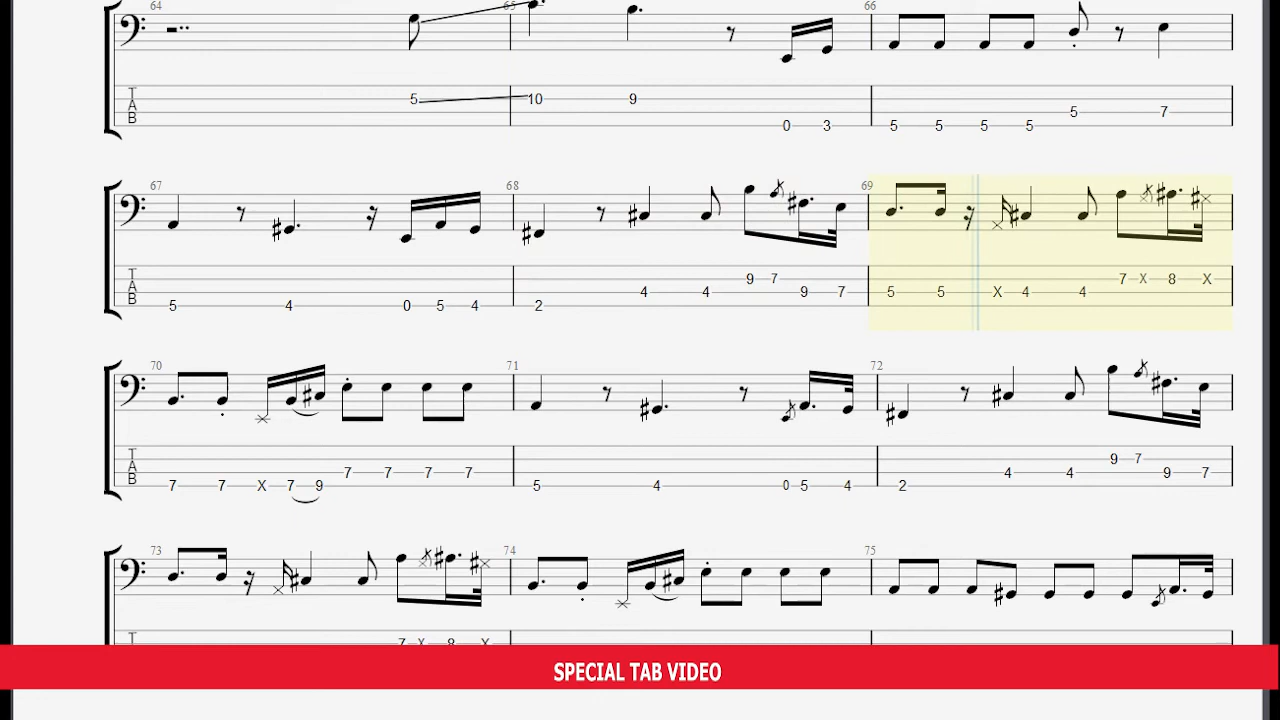 64 65 66
T 5 10 9 5 7
A
B 0 3 5 5 5 5
67 68 69
T 9 7 7 X 8 X
A 4 4 9 7 5 5 X 4 4
B 5 4 0 5 4 2
70 71 72
T 9 7
A 7 7 7 7 4 4 9 7
B 7 7 X 7 9 5 4 0 5 4 2
73 74 75
T 7 X 8 X
SPECIAL TAB VIDEO